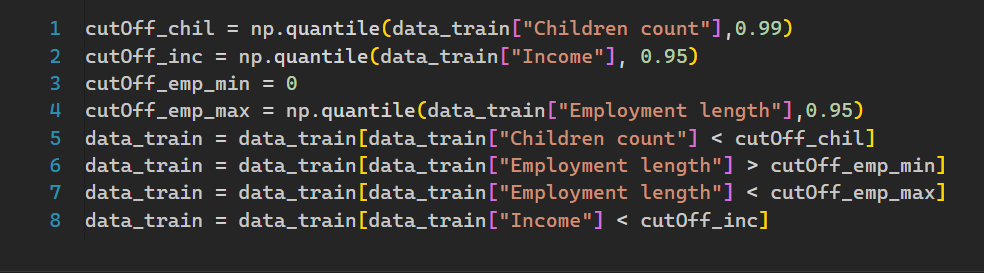 1 cutOff_chil = np.quantile(data_train["Children count"],0.99)
2 cutOff_inc = np.quantile(data_train["Income"], 0.95)
3 cutOff_emp_min = 0
4 cutOff_emp_max = np.quantile(data_train["Employment length"],0.95)
5 data_train = data_train[data_train["Children count"] < cutOff_chil]
6 data_train = data_train[data_train["Employment length"] > cutOff_emp_min]
7 data_train = data_train[data_train["Employment length"] < cutOff_emp_max]
8 data_train = data_train[data_train["Income"] < cutOff_inc]